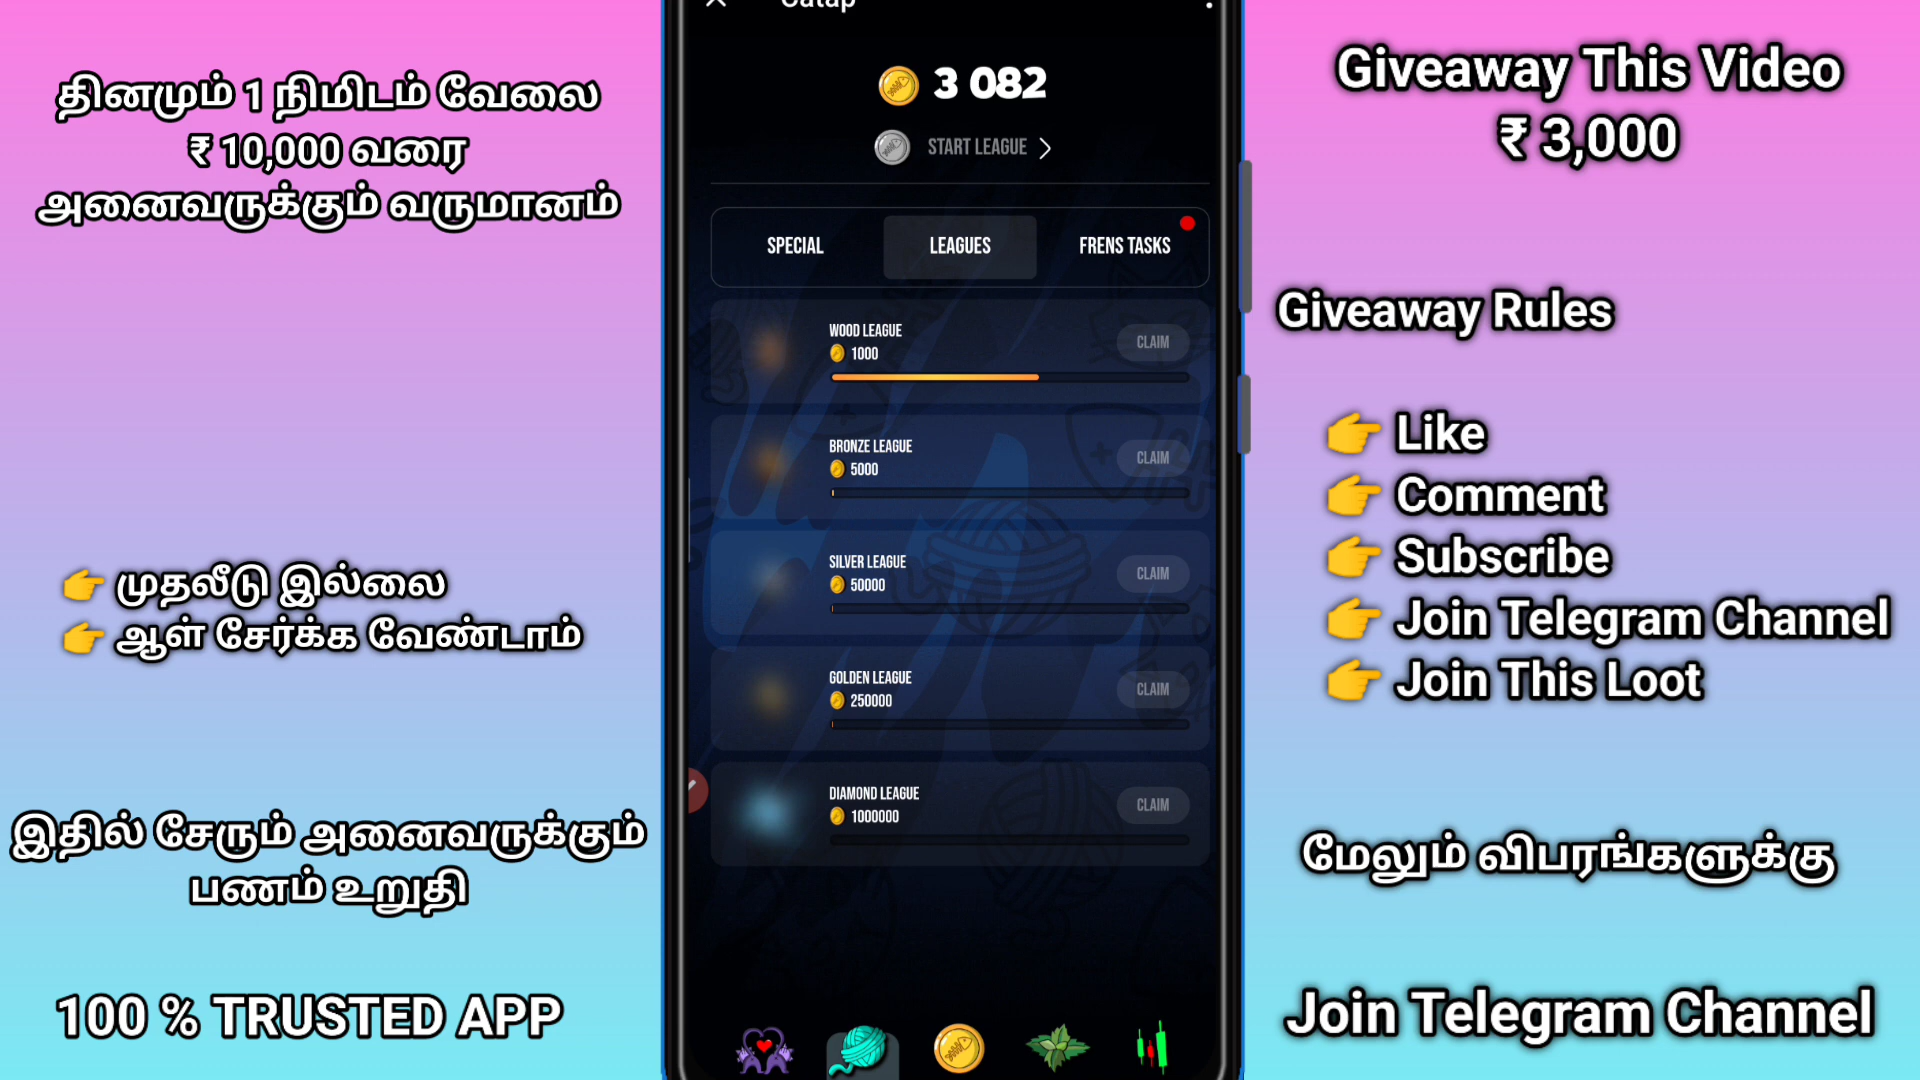 தினமும் 1 நிமிடம் வேலை
₹ 10,000 வரை
அனைவருக்கும் வருமானம்
👉 முதலீடு இல்லை
👉 ஆள் சேர்க்க வேண்டாம்
இதில் சேரும் அனைவருக்கும்
பணம் உறுதி
100 % TRUSTED APP
Catap
3 082
START LEAGUE
SPECIAL
LEAGUES
FRENS TASKS
WOOD LEAGUE
1000
CLAIM
BRONZE LEAGUE
5000
CLAIM
SILVER LEAGUE
50000
CLAIM
GOLDEN LEAGUE
250000
CLAIM
DIAMOND LEAGUE
1000000
CLAIM
Giveaway This Video
₹ 3,000
Giveaway Rules
👉 Like
👉 Comment
👉 Subscribe
👉 Join Telegram Channel
👉 Join This Loot
மேலும் விபரங்களுக்கு
Join Telegram Channel